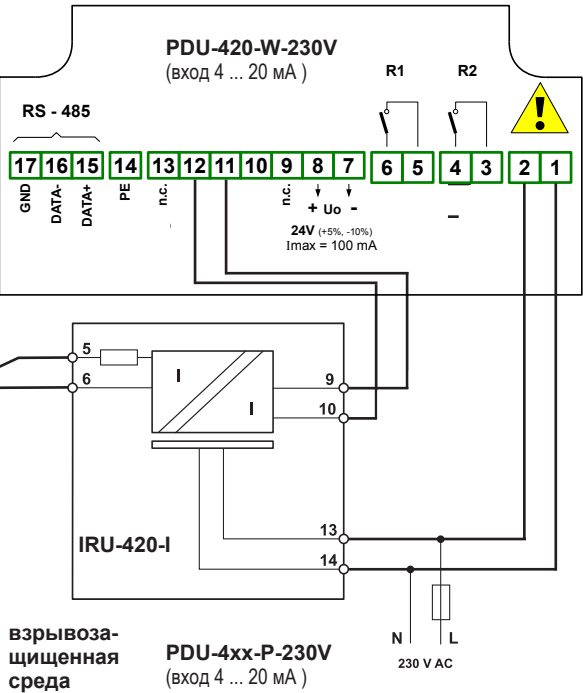 PDU-420-W-230V
(вход 4 ... 20 мА )
R1 R2
RS - 485
17 16 15 14 13 12 11 10 9 8 7 6 5 4 3 2 1
GND DATA- DATA+ PE n.c. n.c.
+ Uo -
24V (+5%, -10%)
Imax = 100 mA
5
6
I
I
9
10
13
14
IRU-420-I
N L
230 V AC
взрывоза-
щищенная
среда
PDU-4xx-P-230V
(вход 4 ... 20 мА )